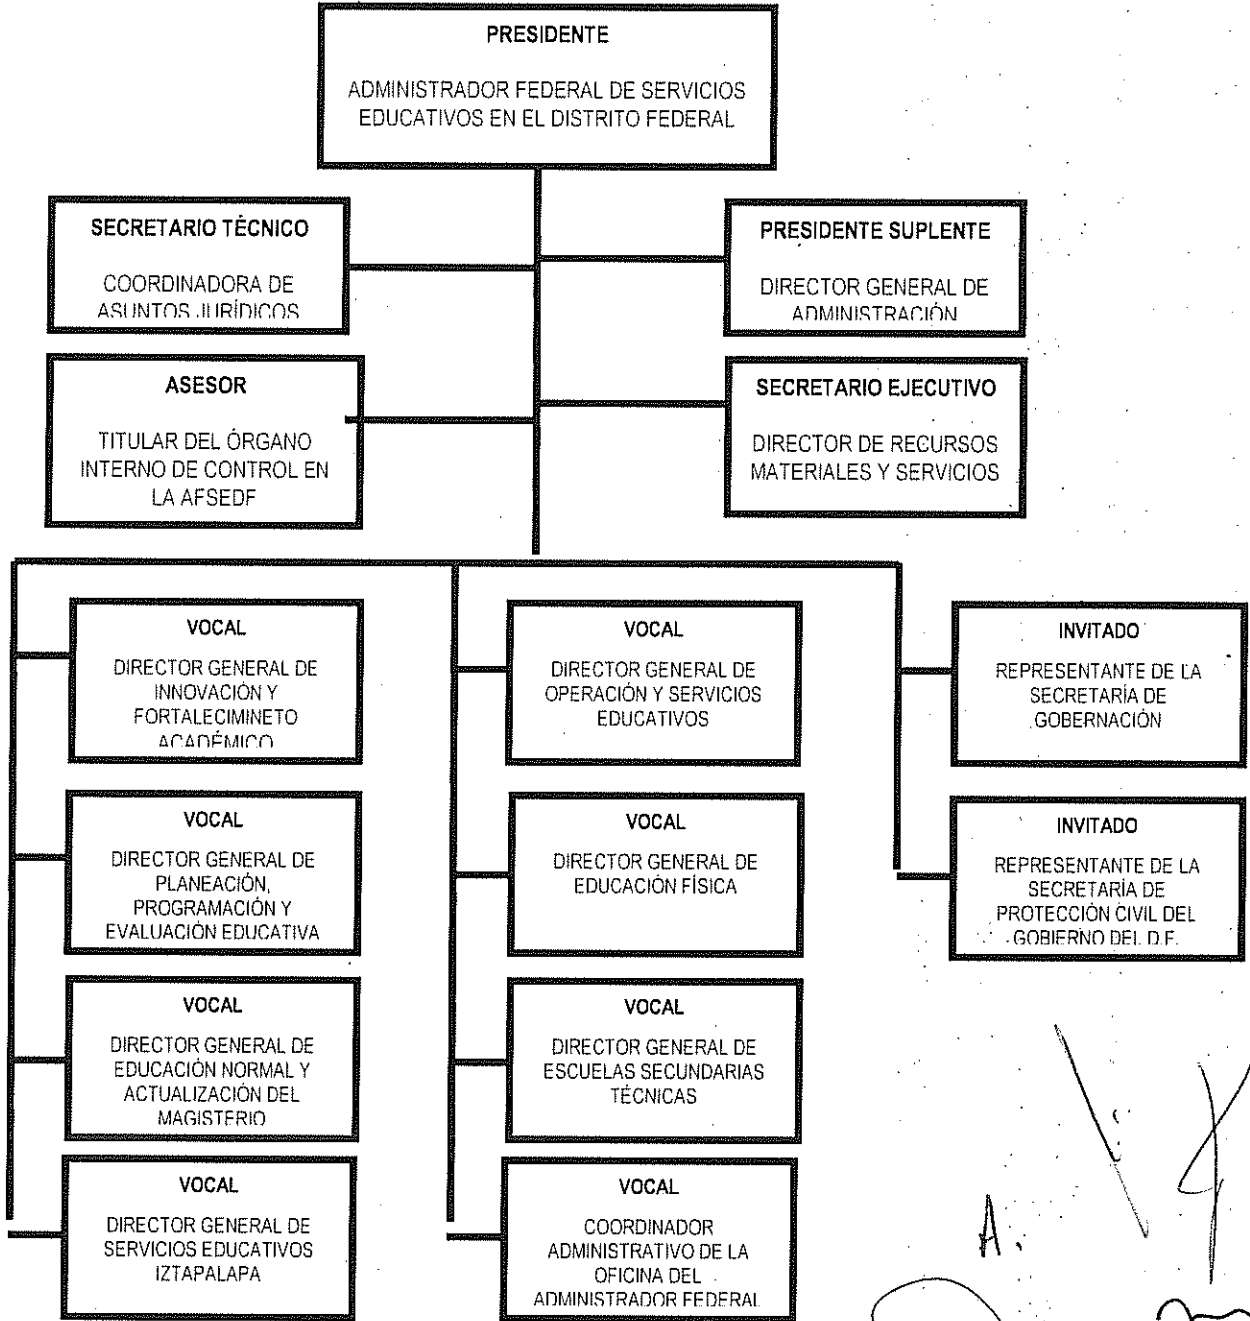 PRESIDENTE
ADMINISTRADOR FEDERAL DE SERVICIOS
EDUCATIVOS EN EL DISTRITO FEDERAL
SECRETARIO TÉCNICO
COORDINADORA DE
ASUNTOS JURÍDICOS
PRESIDENTE SUPLENTE
DIRECTOR GENERAL DE
ADMINISTRACIÓN
ASESOR
TITULAR DEL ÓRGANO
INTERNO DE CONTROL EN
LA AFSEDF
SECRETARIO EJECUTIVO
DIRECTOR DE RECURSOS
MATERIALES Y SERVICIOS
VOCAL
DIRECTOR GENERAL DE
INNOVACIÓN Y
FORTALECIMINETO
ACADÉMICO
VOCAL
DIRECTOR GENERAL DE
PLANEACIÓN,
PROGRAMACIÓN Y
EVALUACIÓN EDUCATIVA
VOCAL
DIRECTOR GENERAL DE
EDUCACIÓN NORMAL Y
ACTUALIZACIÓN DEL
MAGISTERIO
VOCAL
DIRECTOR GENERAL DE
SERVICIOS EDUCATIVOS
IZTAPALAPA
VOCAL
DIRECTOR GENERAL DE
OPERACIÓN Y SERVICIOS
EDUCATIVOS
VOCAL
DIRECTOR GENERAL DE
EDUCACIÓN FÍSICA
VOCAL
DIRECTOR GENERAL DE
ESCUELAS SECUNDARIAS
TÉCNICAS
VOCAL
COORDINADOR
ADMINISTRATIVO DE LA
OFICINA DEL
ADMINISTRADOR FEDERAL
INVITADO
REPRESENTANTE DE LA
SECRETARÍA DE
GOBERNACIÓN
INVITADO
REPRESENTANTE DE LA
SECRETARÍA DE
PROTECCIÓN CIVIL DEL
GOBIERNO DEL D.F.